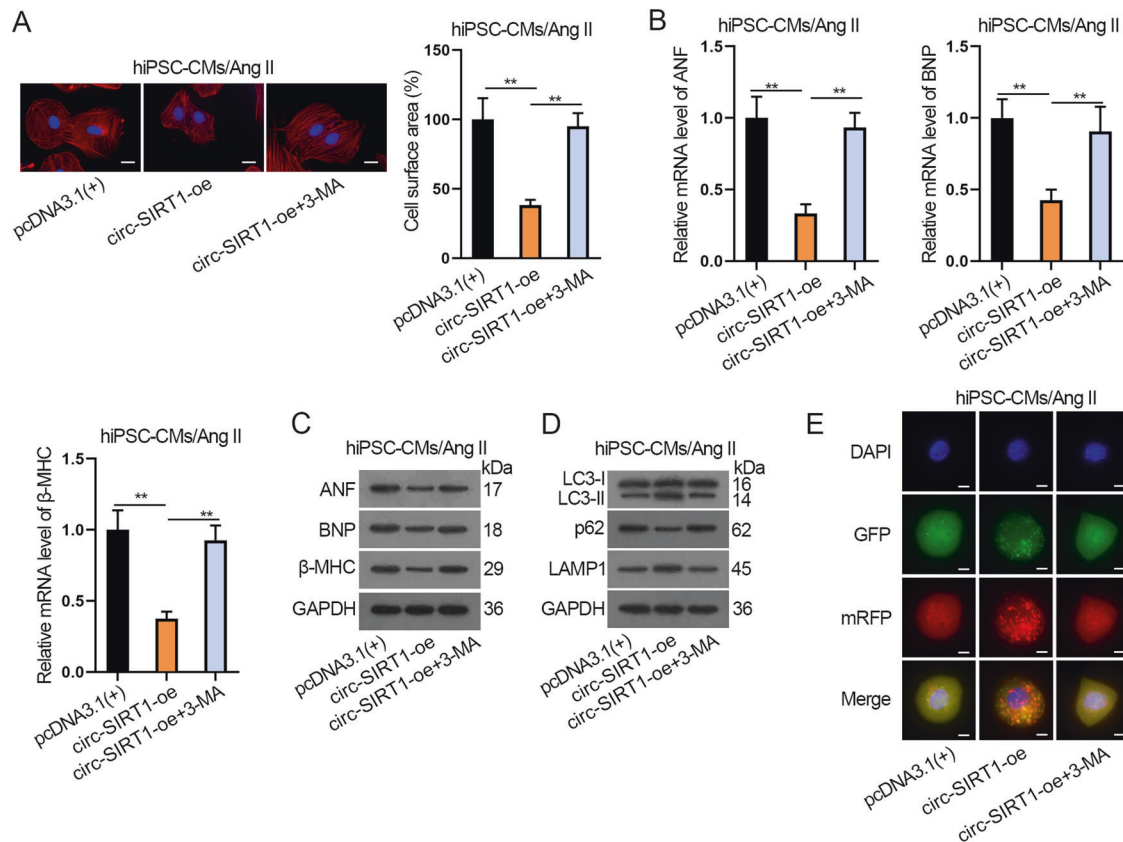 A
hiPSC-CMs/Ang II
pcDNA3.1(+)
circ-SIRT1-oe
circ-SIRT1-oe+3-MA
hiPSC-CMs/Ang II
Cell surface area (%)
150
100
50
0
**
**
pcDNA3.1(+)
circ-SIRT1-oe
circ-SIRT1-oe+3-MA
B
hiPSC-CMs/Ang II
Relative mRNA level of ANF
1.5
1.0
0.5
0.0
**
**
pcDNA3.1(+)
circ-SIRT1-oe
circ-SIRT1-oe+3-MA
hiPSC-CMs/Ang II
Relative mRNA level of BNP
1.5
1.0
0.5
0.0
**
**
pcDNA3.1(+)
circ-SIRT1-oe
circ-SIRT1-oe+3-MA
hiPSC-CMs/Ang II
Relative mRNA level of β-MHC
1.5
1.0
0.5
0.0
**
**
pcDNA3.1(+)
circ-SIRT1-oe
circ-SIRT1-oe+3-MA
C
hiPSC-CMs/Ang II
kDa
ANF 17
BNP 18
β-MHC 29
GAPDH 36
pcDNA3.1(+)
circ-SIRT1-oe
circ-SIRT1-oe+3-MA
D
hiPSC-CMs/Ang II
kDa
LC3-I 16
LC3-II 14
p62 62
LAMP1 45
GAPDH 36
pcDNA3.1(+)
circ-SIRT1-oe
circ-SIRT1-oe+3-MA
E
hiPSC-CMs/Ang II
DAPI
GFP
mRFP
Merge
pcDNA3.1(+)
circ-SIRT1-oe
circ-SIRT1-oe+3-MA